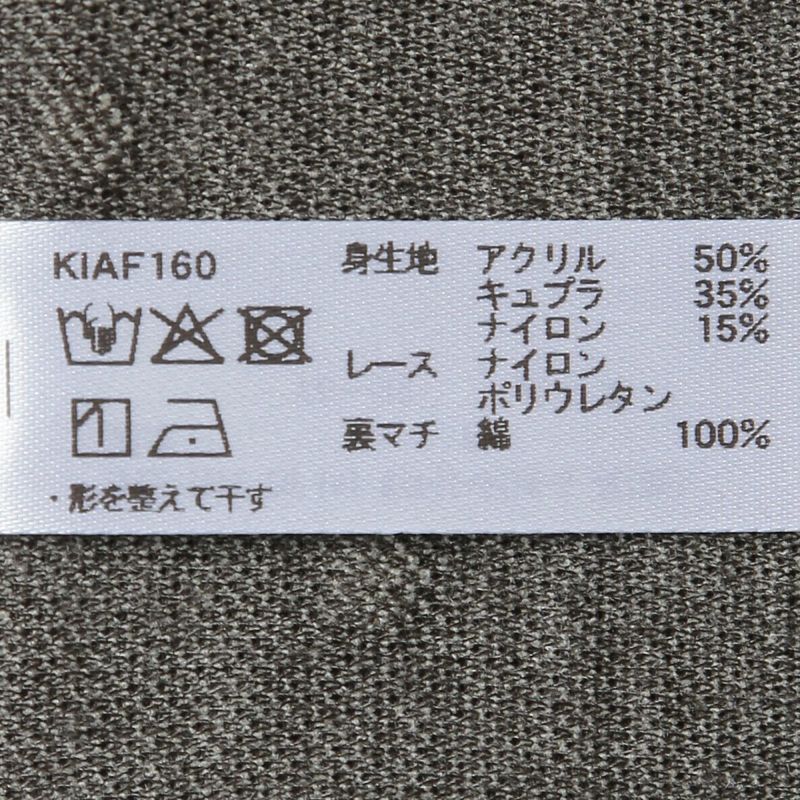 KIAF160
身生地 アクリル 50%
キュプラ 35%
ナイロン 15%
レース ナイロン
ポリウレタン
裏マチ 綿 100%
・形を整えて干す